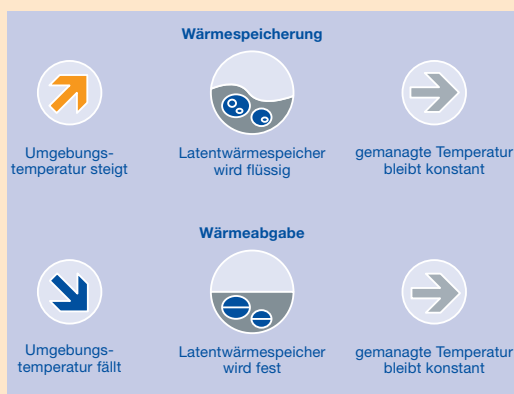 Wärmespeicherung
Umgebungs-
temperatur steigt
Latentwärmespeicher
wird flüssig
gemanagte Temperatur
bleibt konstant
Wärmeabgabe
Umgebungs-
temperatur fällt
Latentwärmespeicher
wird fest
gemanagte Temperatur
bleibt konstant